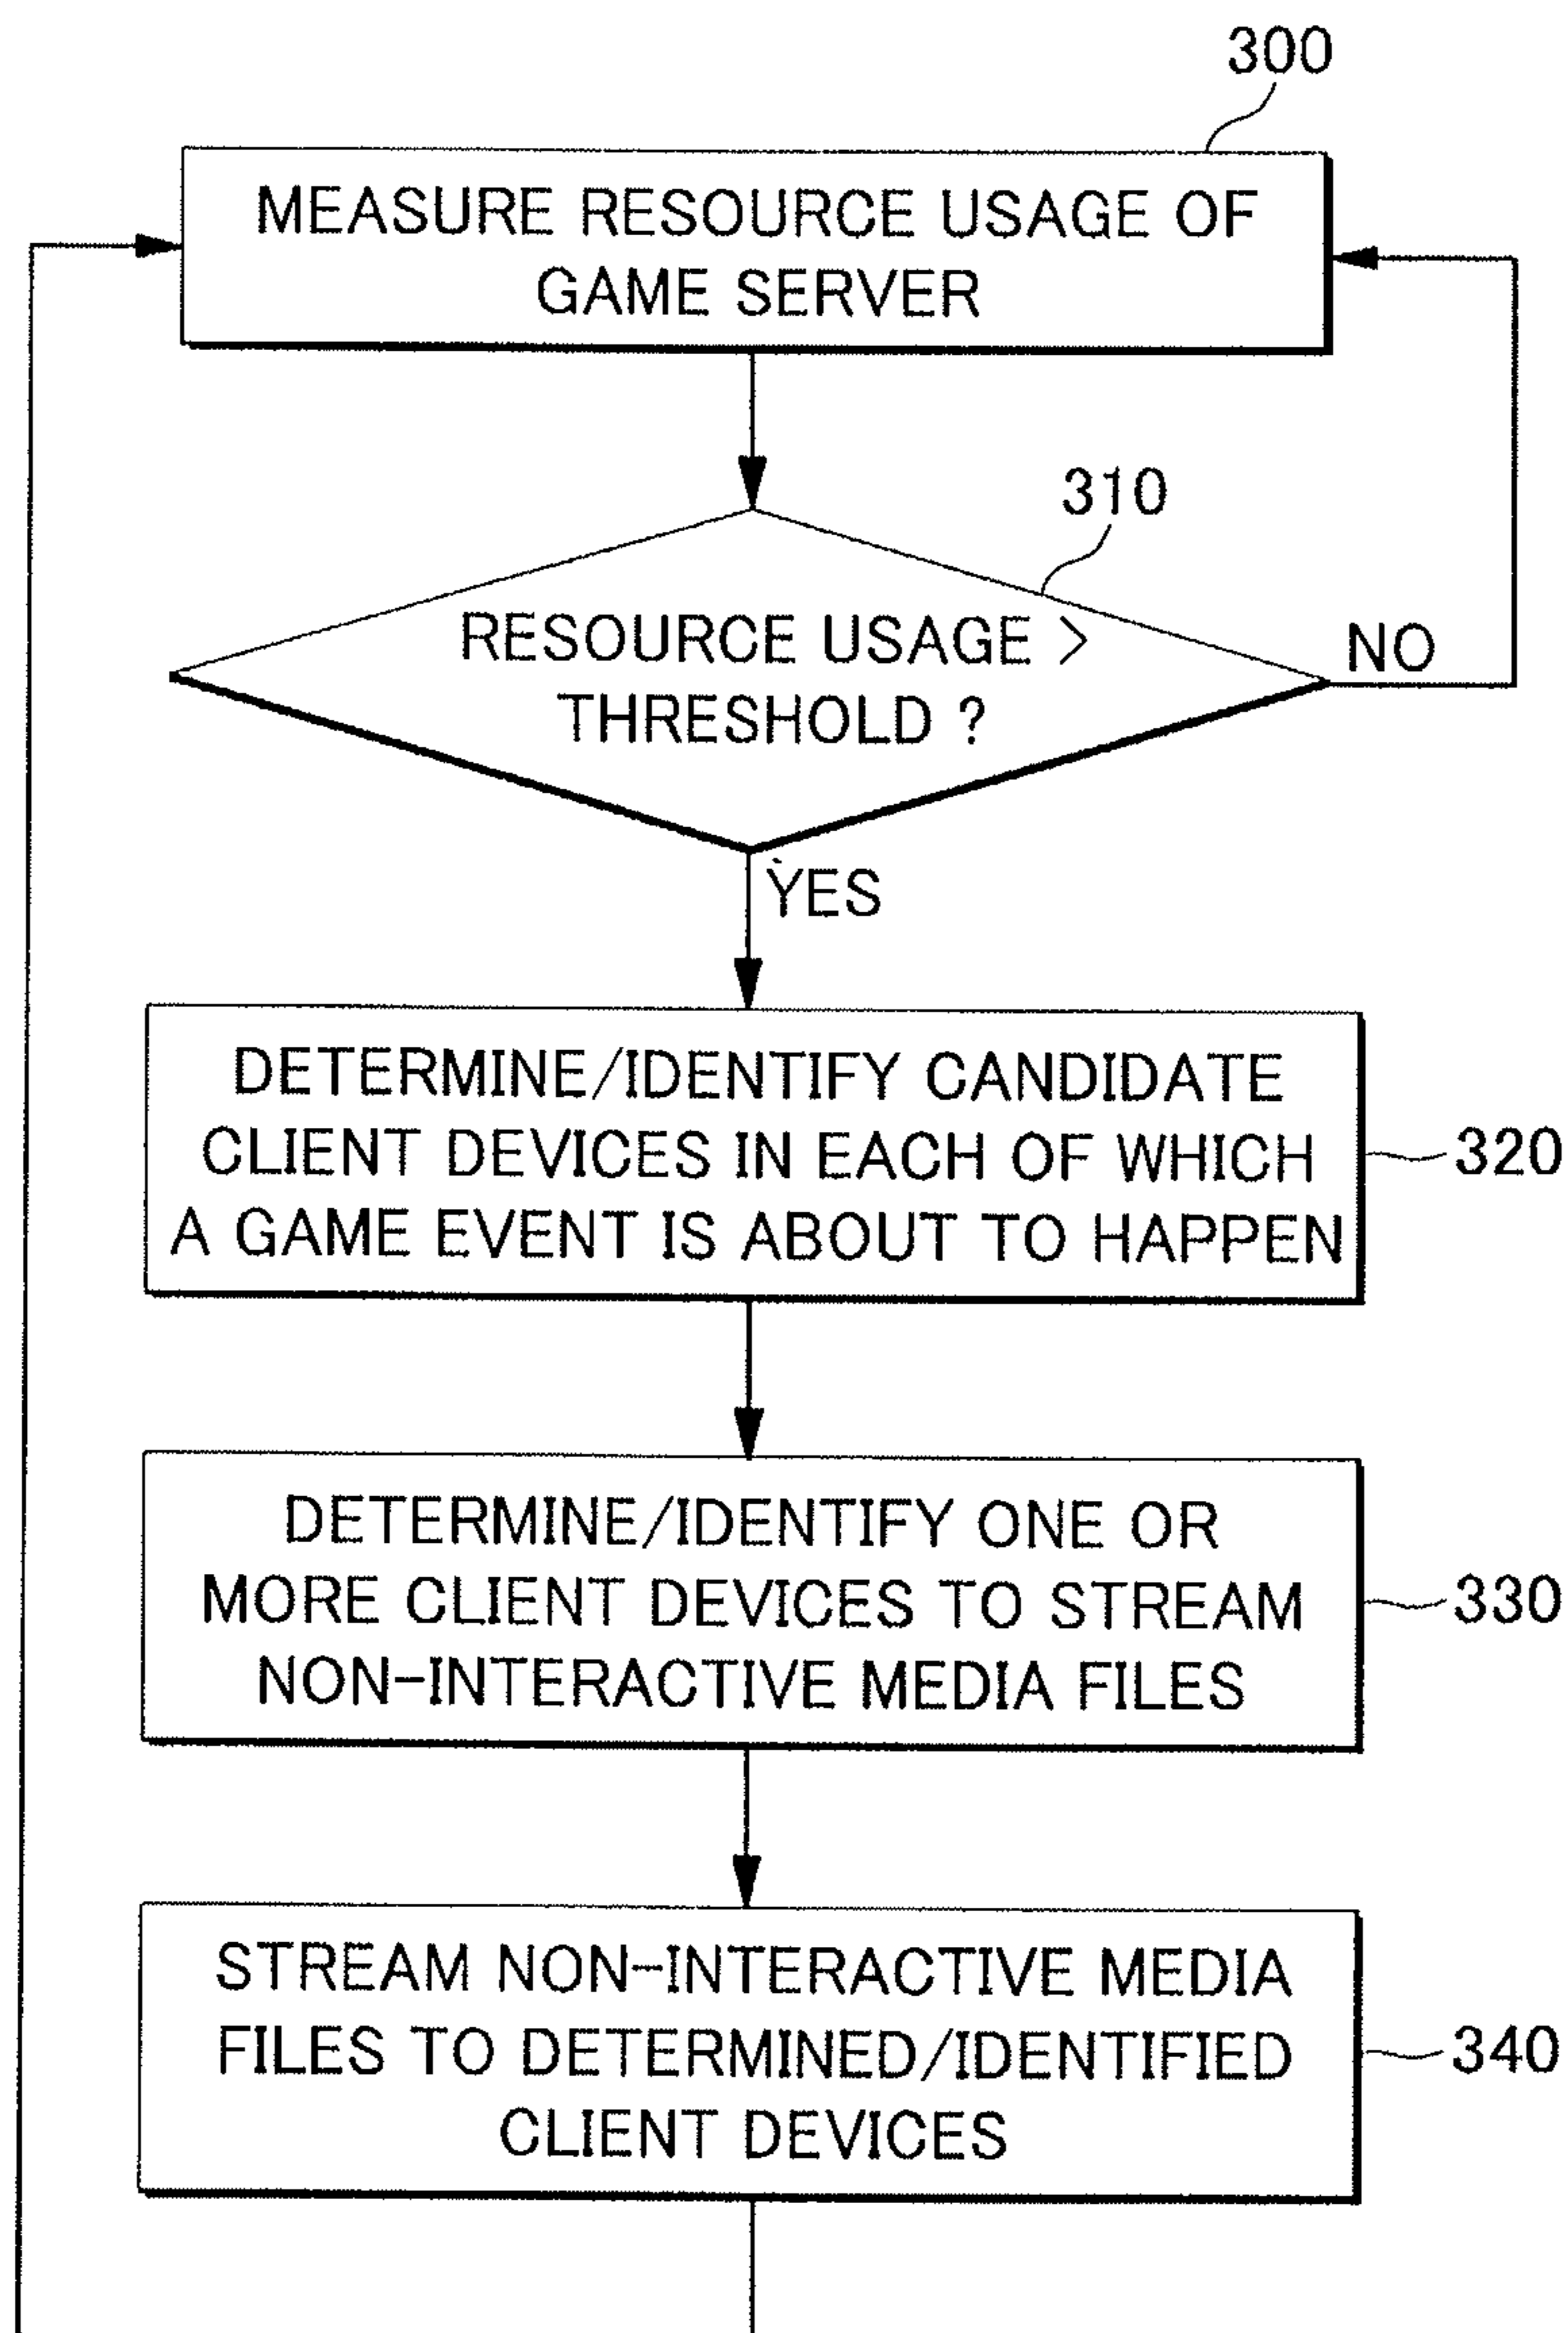 300
MEASURE RESOURCE USAGE OF
GAME SERVER
310
RESOURCE USAGE >
THRESHOLD ?
NO
YES
DETERMINE/IDENTIFY CANDIDATE
CLIENT DEVICES IN EACH OF WHICH
A GAME EVENT IS ABOUT TO HAPPEN
320
DETERMINE/IDENTIFY ONE OR
MORE CLIENT DEVICES TO STREAM
NON-INTERACTIVE MEDIA FILES
330
STREAM NON-INTERACTIVE MEDIA
FILES TO DETERMINED/IDENTIFIED
CLIENT DEVICES
340